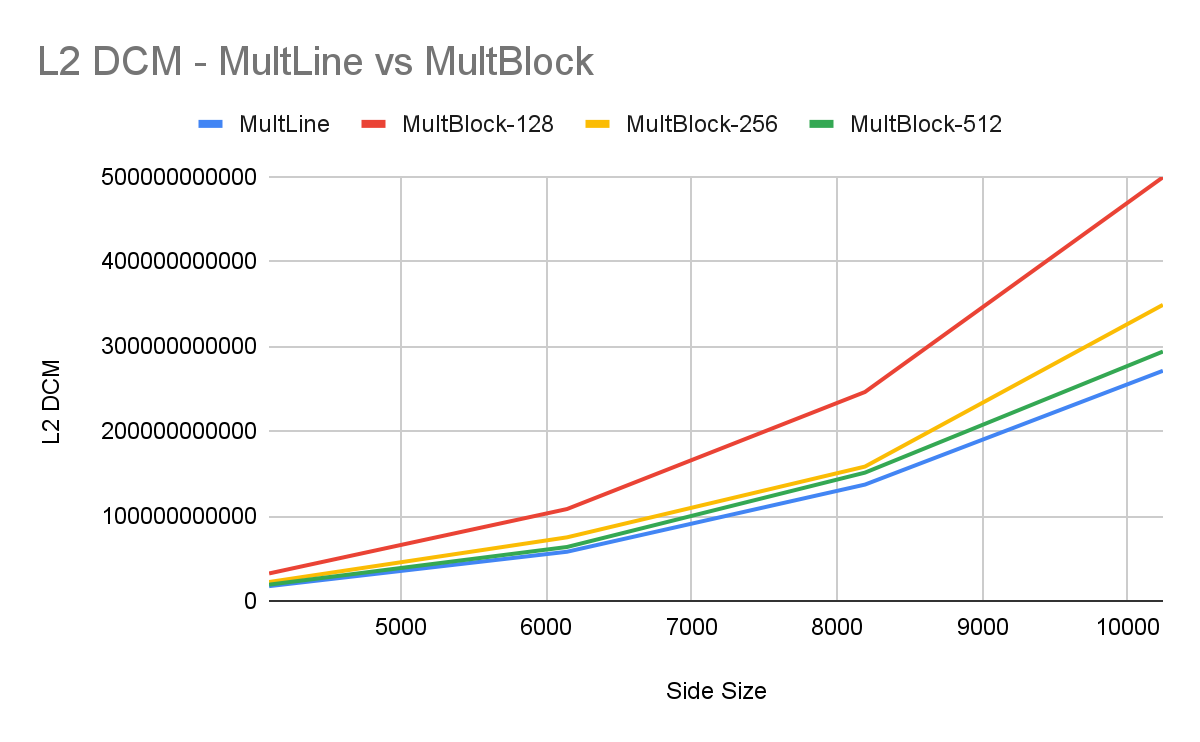 L2 DCM - MultLine vs MultBlock
MultLine MultBlock-128 MultBlock-256 MultBlock-512
500000000000
400000000000
300000000000
200000000000
100000000000
0
L2 DCM
5000 6000 7000 8000 9000 10000
Side Size